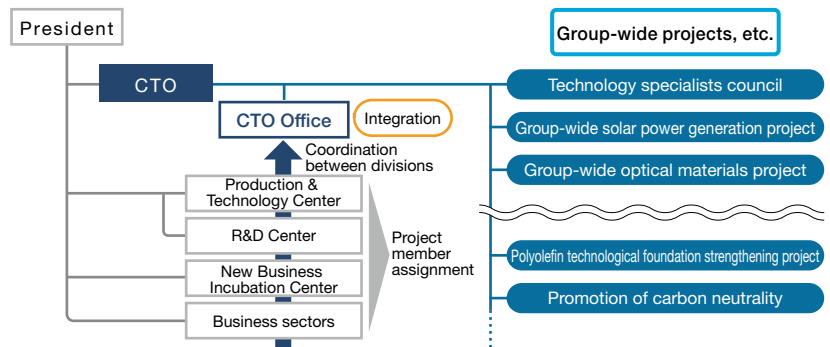 President
Group-wide projects, etc.
CTO
Technology specialists council
CTO Office
Integration
Group-wide solar power generation project
Coordination
between divisions
Group-wide optical materials project
Production &
Technology Center
R&D Center
Project
member
assignment
Polyolefin technological foundation strengthening project
New Business
Incubation Center
Promotion of carbon neutrality
Business sectors